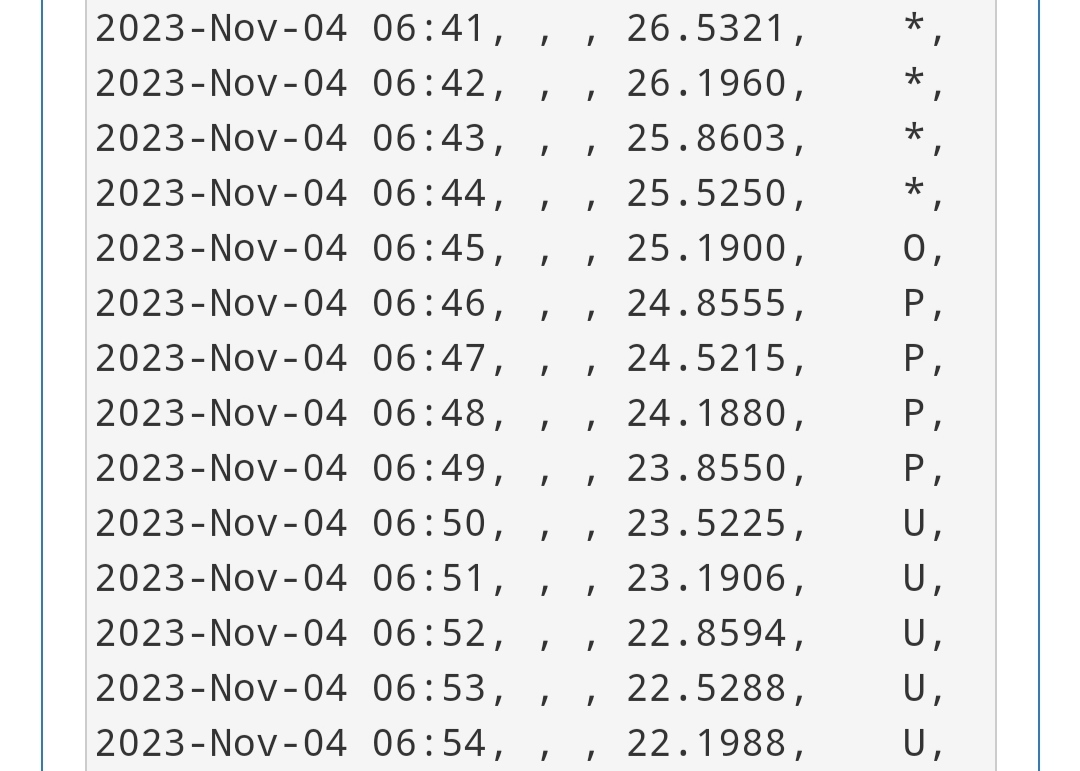 2023-Nov-04 06:41, , , 26.5321,    *,
2023-Nov-04 06:42, , , 26.1960,    *,
2023-Nov-04 06:43, , , 25.8603,    *,
2023-Nov-04 06:44, , , 25.5250,    *,
2023-Nov-04 06:45, , , 25.1900,    O,
2023-Nov-04 06:46, , , 24.8555,    P,
2023-Nov-04 06:47, , , 24.5215,    P,
2023-Nov-04 06:48, , , 24.1880,    P,
2023-Nov-04 06:49, , , 23.8550,    P,
2023-Nov-04 06:50, , , 23.5225,    U,
2023-Nov-04 06:51, , , 23.1906,    U,
2023-Nov-04 06:52, , , 22.8594,    U,
2023-Nov-04 06:53, , , 22.5288,    U,
2023-Nov-04 06:54, , , 22.1988,    U,